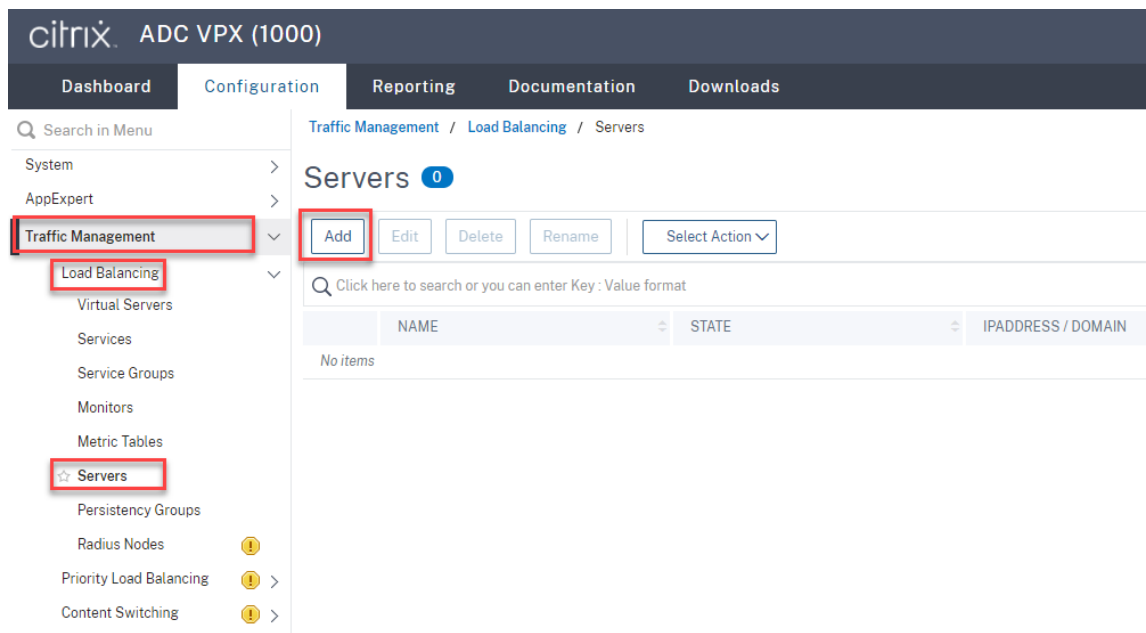 citrix. ADC VPX (1000)
Dashboard Configuration Reporting Documentation Downloads
Search in Menu
System
AppExpert
Traffic Management
Load Balancing
Virtual Servers
Services
Service Groups
Monitors
Metric Tables
Servers
Persistency Groups
Radius Nodes
Priority Load Balancing
Content Switching
Traffic Management / Load Balancing / Servers
Servers 0
Add Edit Delete Rename Select Action
Click here to search or you can enter Key : Value format
NAME STATE IPADDRESS / DOMAIN
No items